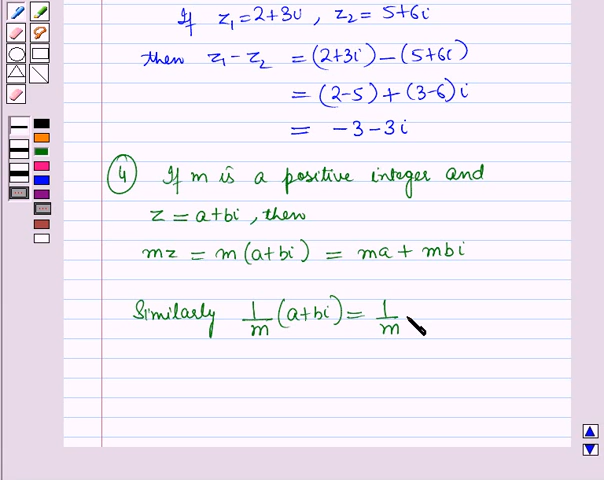 If z₁=2+3i, z₂=5+6i
then z₁-z₂ = (2+3i)-(5+6i)
= (2-5)+(3-6)i
= -3-3i
④ If m is a positive integer and
z=a+bi, then
mz = m(a+bi) = ma+mbi
Similarly 1/m (a+bi) = 1/m